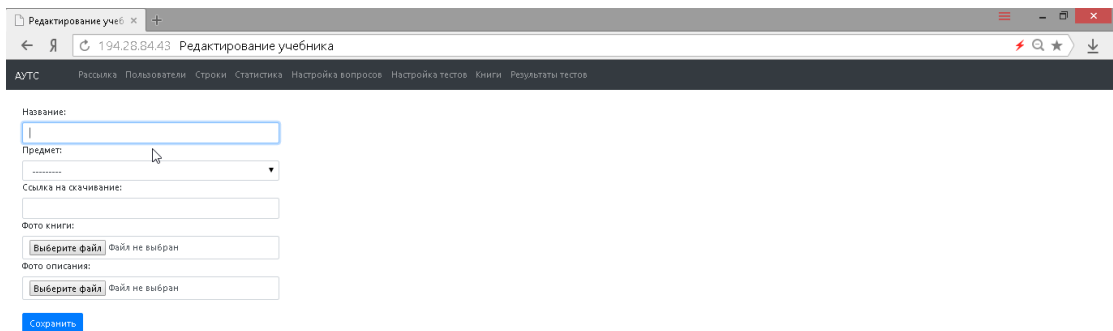 Редактирование учеб
194.28.84.43 Редактирование учебника
АУТС Рассылка Пользователи Строки Статистика Настройка вопросов Настройка тестов Книги Результаты тестов
Название:
Предмет:
---------
Ссылка на скачивание:
Фото книги:
Выберите файл Файл не выбран
Фото описания:
Выберите файл Файл не выбран
Сохранить